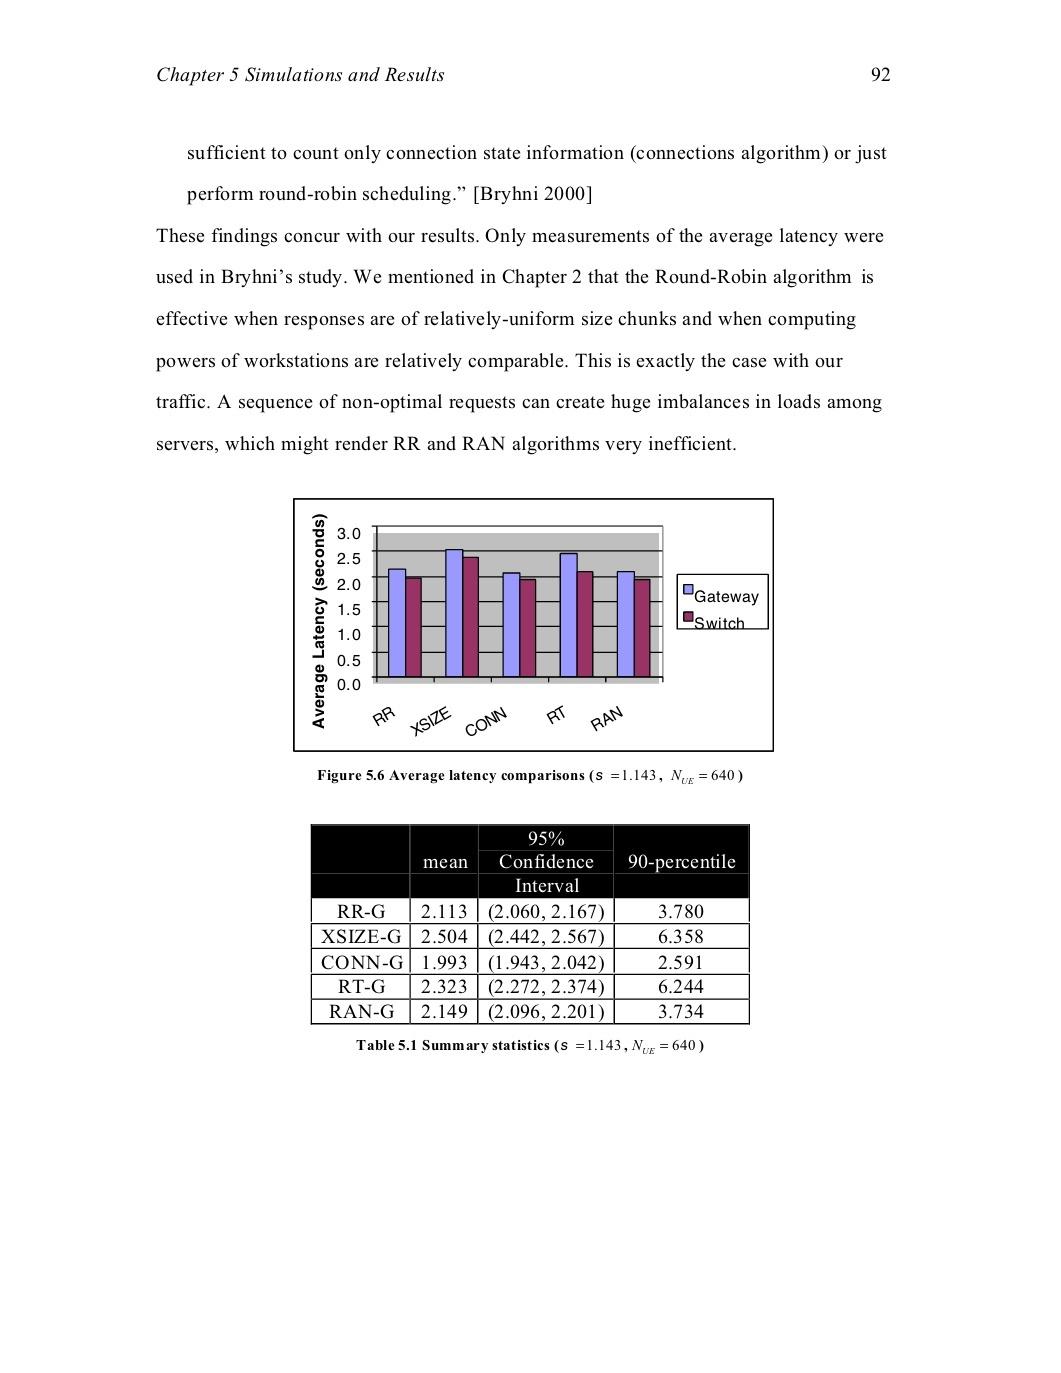 Chapter 5 Simulations and Results 92
sufficient to count only connection state information (connections algorithm) or just
perform round-robin scheduling.” [Bryhni 2000]
These findings concur with our results. Only measurements of the average latency were
used in Bryhni’s study. We mentioned in Chapter 2 that the Round-Robin algorithm is
effective when responses are of relatively-uniform size chunks and when computing
powers of workstations are relatively comparable. This is exactly the case with our
traffic. A sequence of non-optimal requests can create huge imbalances in loads among
servers, which might render RR and RAN algorithms very inefficient.
Average Latency (seconds)
3.0
2.5
2.0
1.5
1.0
0.5
0.0
RR XSIZE CONN RT RAN
Gateway
Switch
Figure 5.6 Average latency comparisons (s =1.143, N_UE = 640)
95%
mean Confidence 90-percentile
Interval
RR-G 2.113 (2.060, 2.167) 3.780
XSIZE-G 2.504 (2.442, 2.567) 6.358
CONN-G 1.993 (1.943, 2.042) 2.591
RT-G 2.323 (2.272, 2.374) 6.244
RAN-G 2.149 (2.096, 2.201) 3.734
Table 5.1 Summary statistics (s =1.143, N_UE = 640)